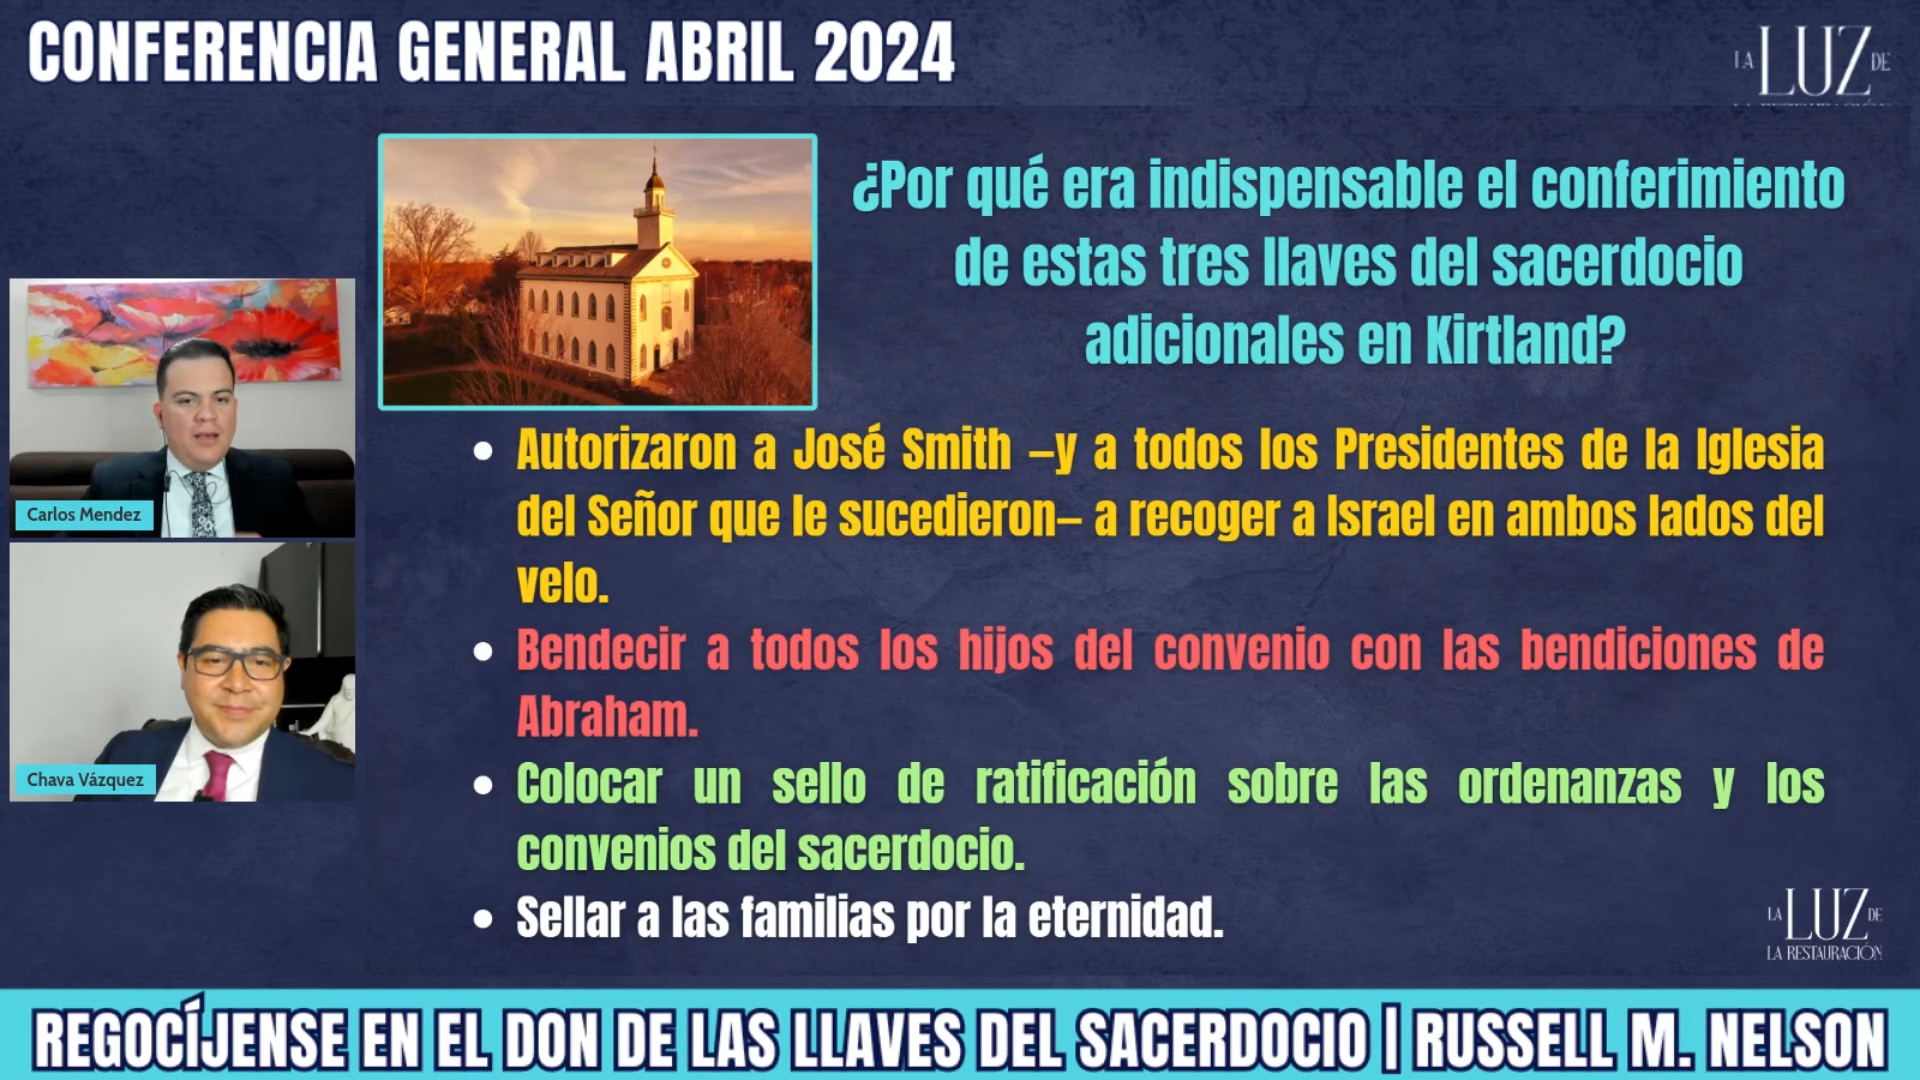 CONFERENCIA GENERAL ABRIL 2024
LA LUZ DE
LA RESTAURACIÓN
¿Por qué era indispensable el conferimiento
de estas tres llaves del sacerdocio
adicionales en Kirtland?
Carlos Mendez
Chava Vázquez
• Autorizaron a José Smith —y a todos los Presidentes de la Iglesia
del Señor que le sucedieron— a recoger a Israel en ambos lados del
velo.
• Bendecir a todos los hijos del convenio con las bendiciones de
Abraham.
• Colocar un sello de ratificación sobre las ordenanzas y los
convenios del sacerdocio.
• Sellar a las familias por la eternidad.
LA LUZ DE
LA RESTAURACIÓN
REGOCÍJENSE EN EL DON DE LAS LLAVES DEL SACERDOCIO | RUSSELL M. NELSON